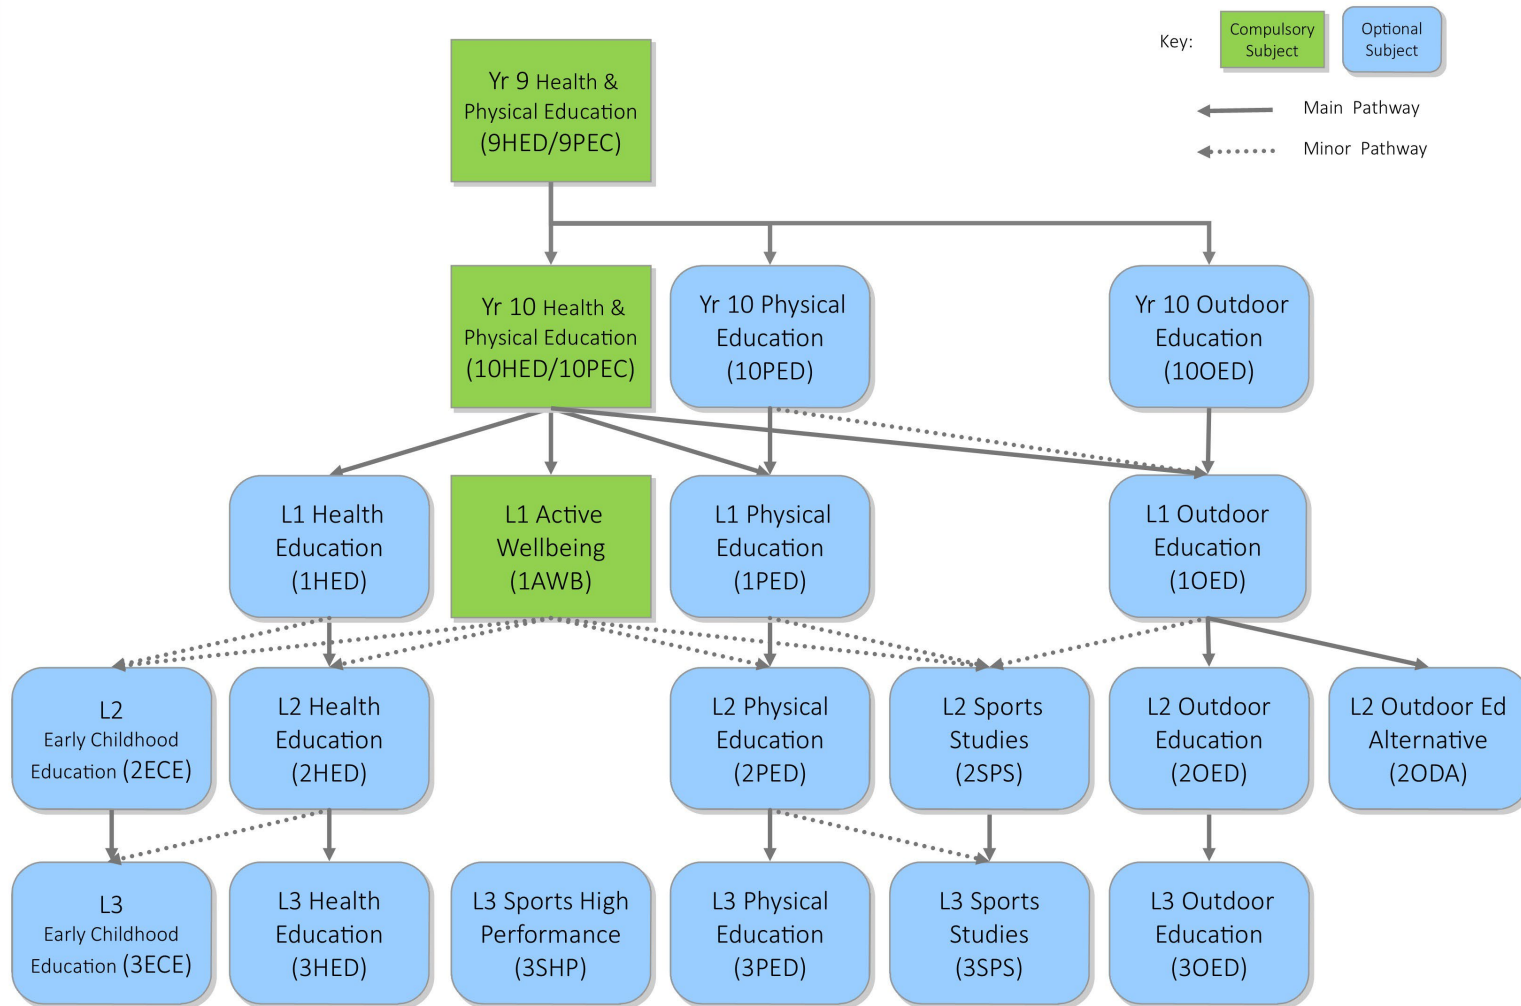 Key:
Compulsory
Subject
Optional
Subject
Main Pathway
Minor Pathway
Yr 9 Health &
Physical Education
(9HED/9PEC)
Yr 10 Health &
Physical Education
(10HED/10PEC)
Yr 10 Physical
Education
(10PED)
Yr 10 Outdoor
Education
(10OED)
L1 Health
Education
(1HED)
L1 Active
Wellbeing
(1AWB)
L1 Physical
Education
(1PED)
L1 Outdoor
Education
(1OED)
L2
Early Childhood
Education (2ECE)
L2 Health
Education
(2HED)
L2 Physical
Education
(2PED)
L2 Sports
Studies
(2SPS)
L2 Outdoor
Education
(2OED)
L2 Outdoor Ed
Alternative
(2ODA)
L3
Early Childhood
Education (3ECE)
L3 Health
Education
(3HED)
L3 Sports High
Performance
(3SHP)
L3 Physical
Education
(3PED)
L3 Sports
Studies
(3SPS)
L3 Outdoor
Education
(3OED)